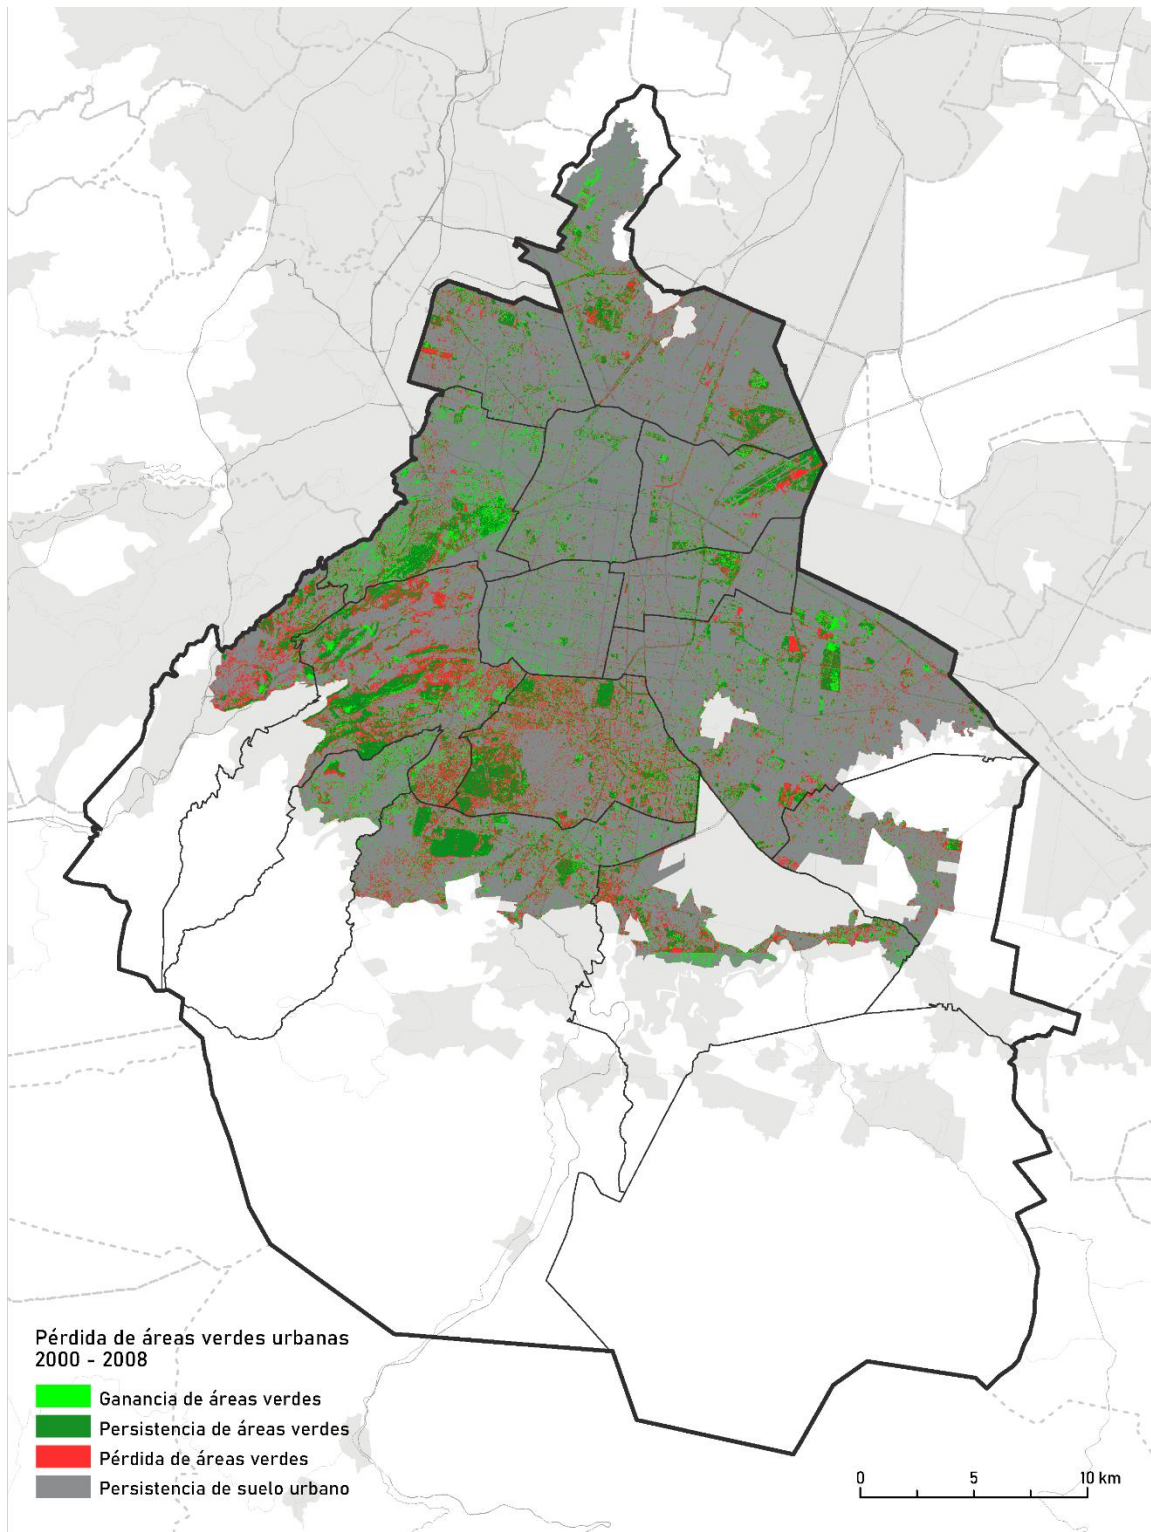 Pérdida de áreas verdes urbanas
2000 - 2008
Ganancia de áreas verdes
Persistencia de áreas verdes
Pérdida de áreas verdes
Persistencia de suelo urbano
0 5 10 km